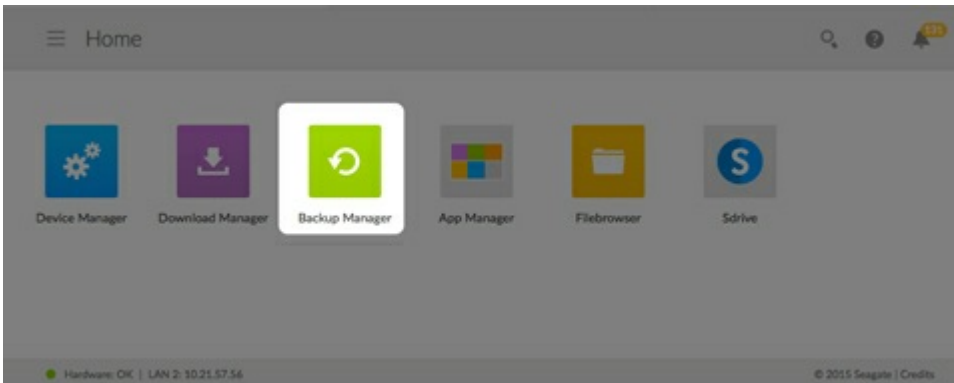 Home
131
S
Device Manager
Download Manager
Backup Manager
App Manager
Filebrowser
Sdrive
Hardware: OK | LAN 2: 10.21.57.56
© 2015 Seagate | Credits